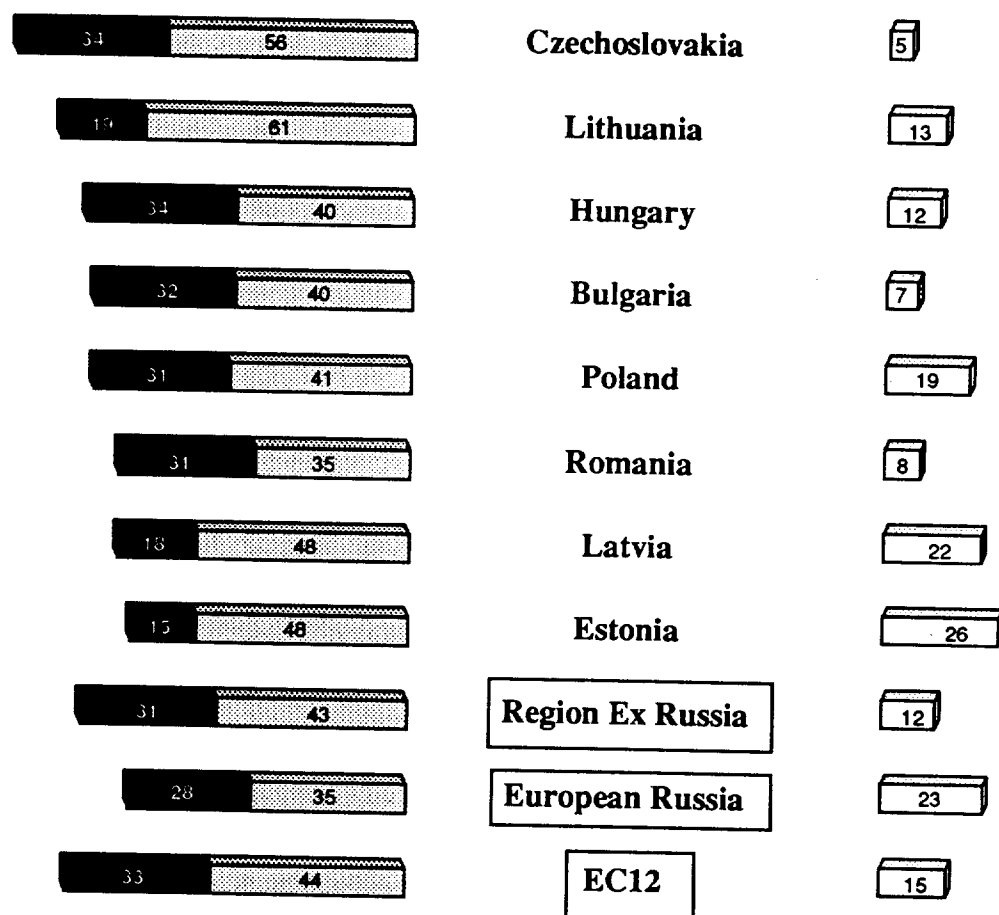 34 56 Czechoslovakia 5
19 61 Lithuania 13
34 40 Hungary 12
32 40 Bulgaria 7
31 41 Poland 19
31 35 Romania 8
18 48 Latvia 22
15 48 Estonia 26
31 43 Region Ex Russia 12
28 35 European Russia 23
33 44 EC12 15